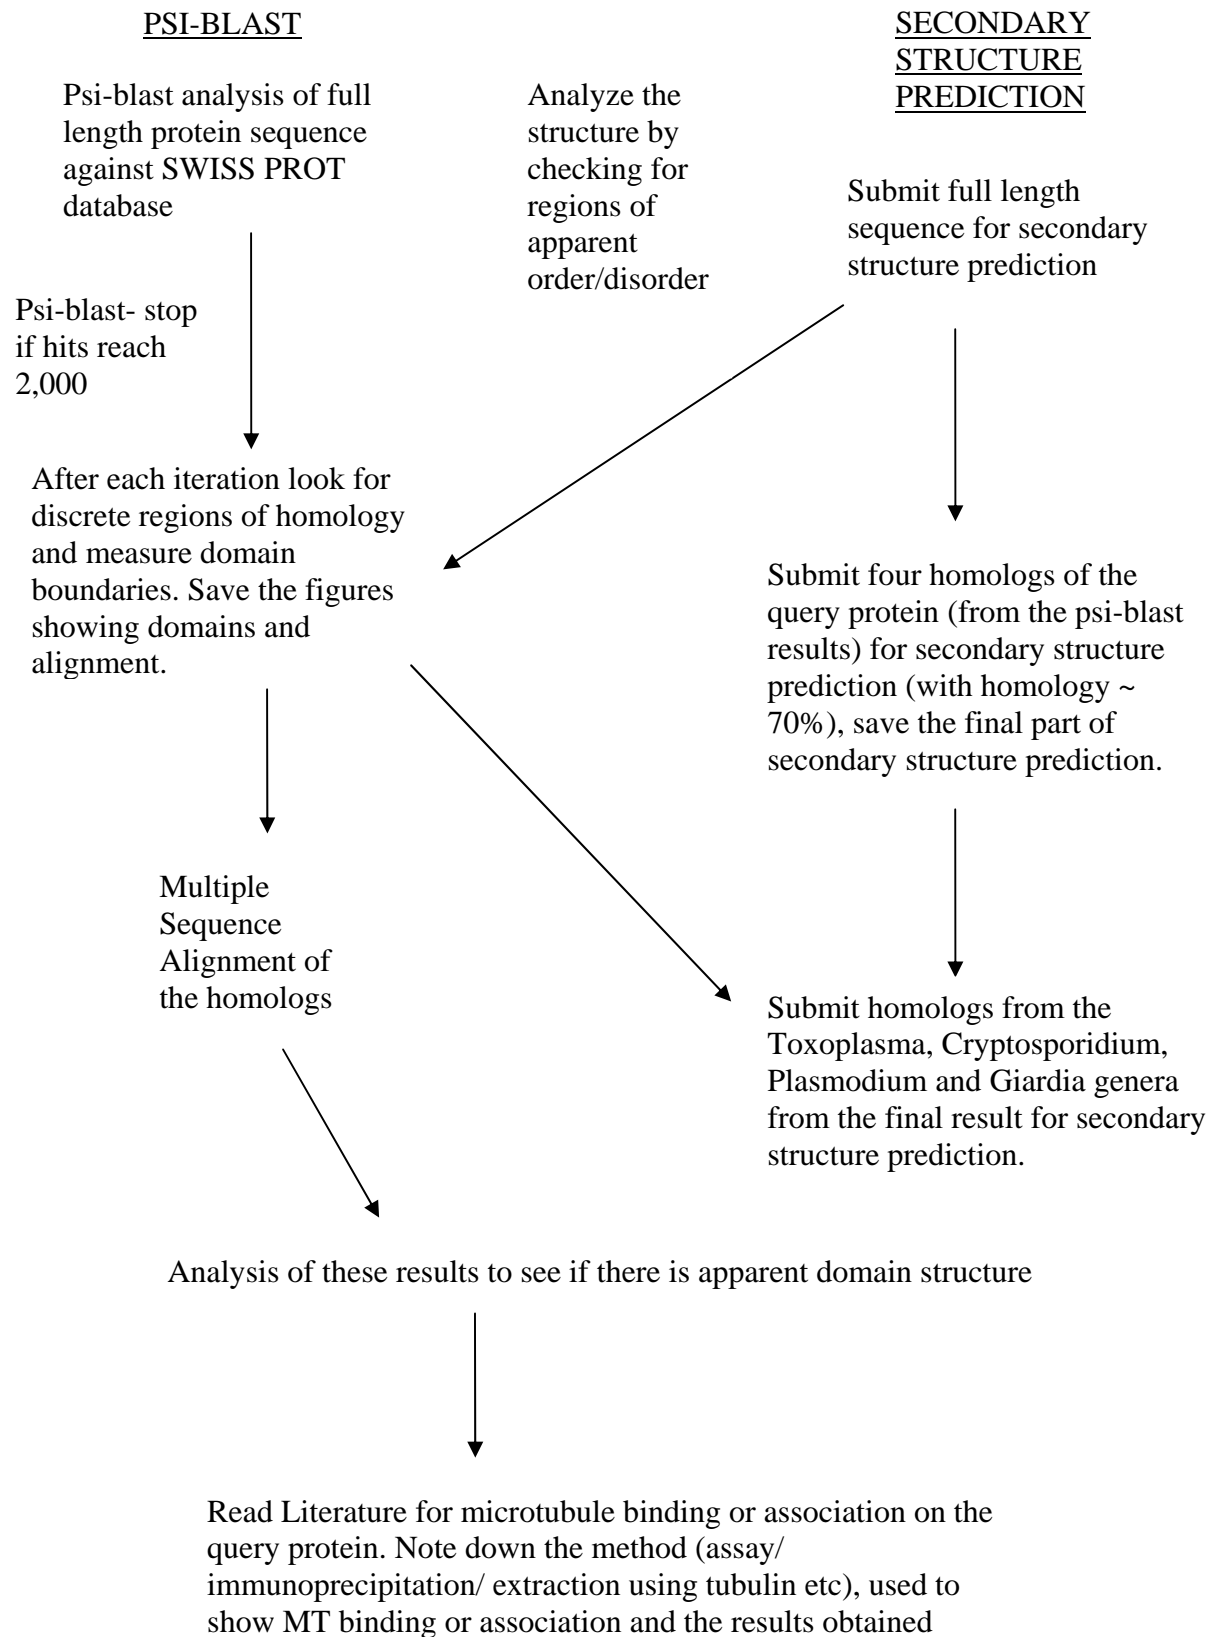 PSI-BLAST
Psi-blast analysis of full
length protein sequence
against SWISS PROT
database
Psi-blast- stop
if hits reach
2,000
Analyze the
structure by
checking for
regions of
apparent
order/disorder
SECONDARY
STRUCTURE
PREDICTION
Submit full length
sequence for secondary
structure prediction
After each iteration look for
discrete regions of homology
and measure domain
boundaries. Save the figures
showing domains and
alignment.
Submit four homologs of the
query protein (from the psi-blast
results) for secondary structure
prediction (with homology ~
70%), save the final part of
secondary structure prediction.
Multiple
Sequence
Alignment of
the homologs
Submit homologs from the
Toxoplasma, Cryptosporidium,
Plasmodium and Giardia genera
from the final result for secondary
structure prediction.
Analysis of these results to see if there is apparent domain structure
Read Literature for microtubule binding or association on the
query protein. Note down the method (assay/
immunoprecipitation/ extraction using tubulin etc), used to
show MT binding or association and the results obtained